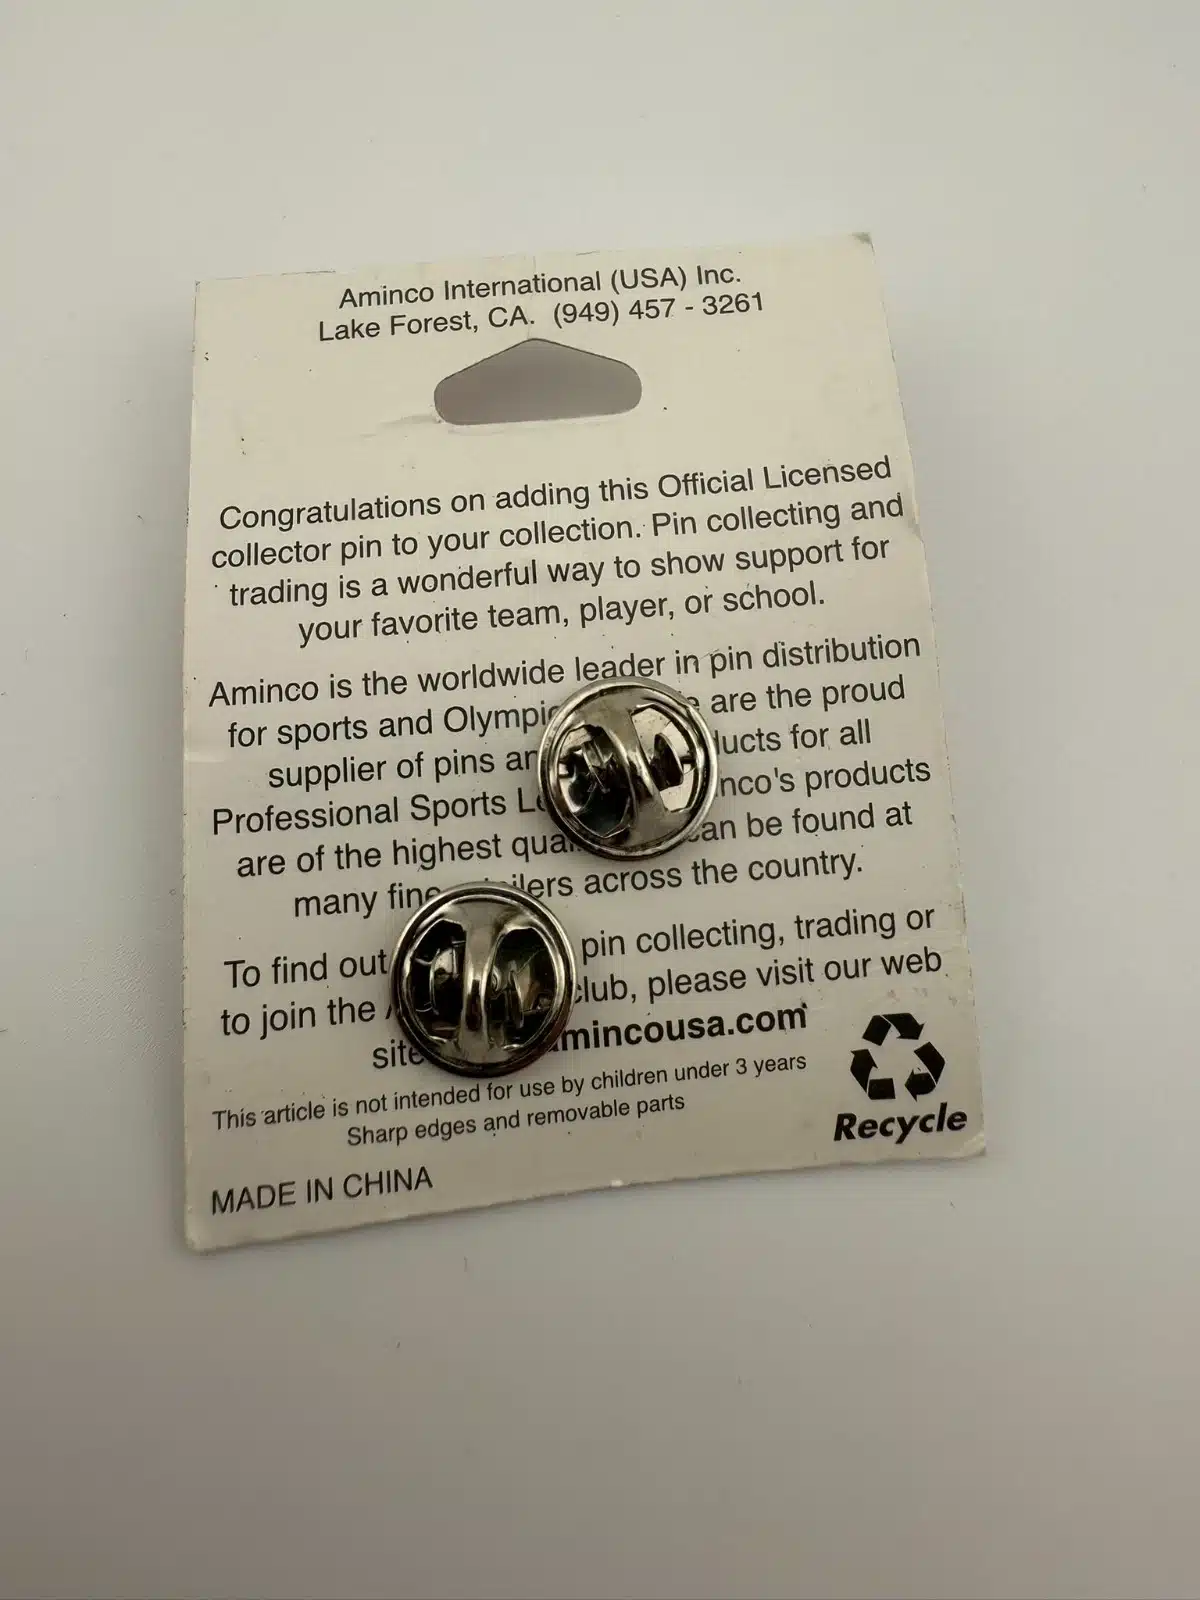 Aminco International (USA) Inc.
Lake Forest, CA. (949) 457 - 3261
Congratulations on adding this Official Licensed
collector pin to your collection. Pin collecting and
trading is a wonderful way to show support for
your favorite team, player, or school.
Aminco is the worldwide leader in pin distribution
for sports and Olympic are the proud
supplier of pins for all
Professional Sports products
are of the highest can be found at
many fine across the country.
To find out pin collecting, trading or
to join the club, please visit our web
site amincousa.com
This article is not intended for use by children under 3 years
Sharp edges and removable parts
Recycle
MADE IN CHINA